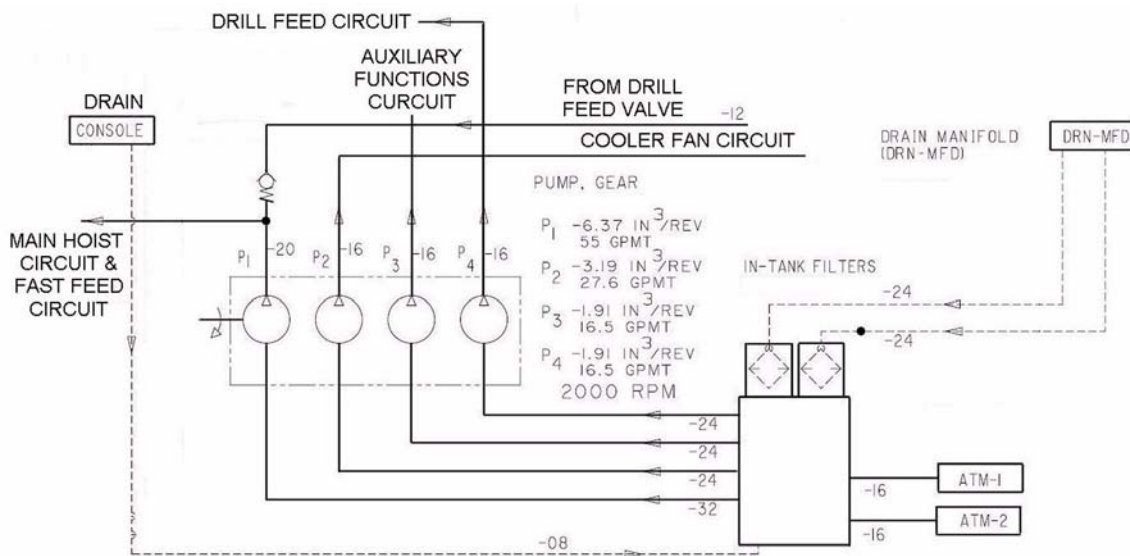 DRILL FEED CIRCUIT
AUXILIARY
FUNCTIONS
CURCUIT
FROM DRILL
FEED VALVE
-12
COOLER FAN CIRCUIT
DRAIN
CONSOLE
DRAIN MANIFOLD
(DRN-MFD)
DRN-MFD
MAIN HOIST
CIRCUIT &
FAST FEED
CIRCUIT
P1 -20
P2 -16
P3 -16
P4 -16
PUMP, GEAR
P1 -6.37 IN3/REV
55 GPMT
P2 -3.19 IN3/REV
27.6 GPMT
P3 -1.91 IN3/REV
16.5 GPMT
P4 -1.91 IN3/REV
16.5 GPMT
2000 RPM
IN-TANK FILTERS
-24
-24
-24
-24
-24
-32
-16
ATM-1
-16
ATM-2
-08